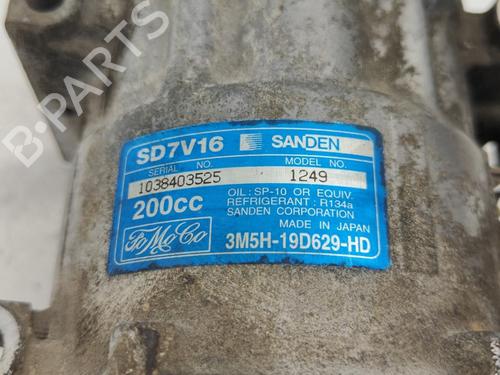 B-PARTS
SD7V16 SANDEN
SERIAL NO. MODEL NO.
1038403525 1249
200CC OIL : SP-10 OR EQUIV.
REFRIGERANT : R134a
SANDEN CORPORATION
MADE IN JAPAN
FoMoCo 3M5H-19D629-HD